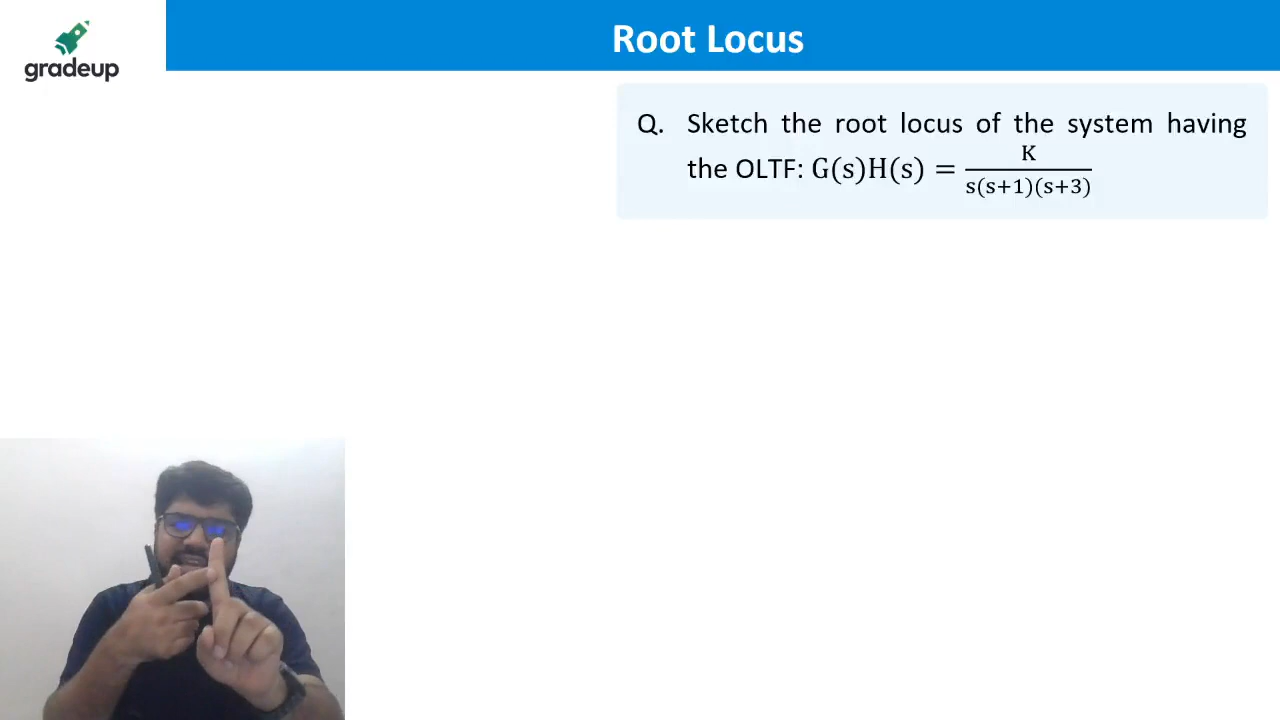 gradeup
Root Locus
Q. Sketch the root locus of the system having
the OLTF: G(s)H(s) = K / s(s+1)(s+3)